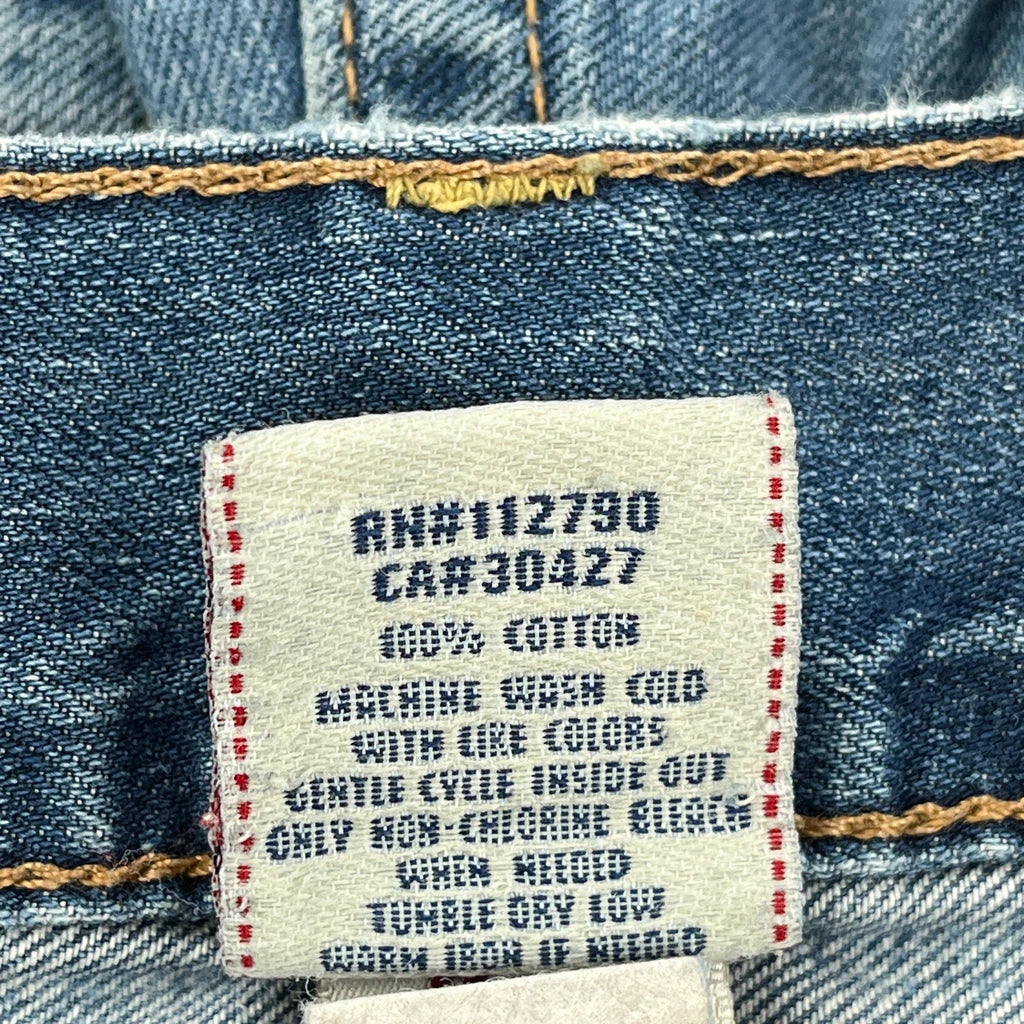 RN#112790
CA#30427
100% COTTON
MACHINE WASH COLD
WITH LIKE COLORS
GENTLE CYCLE INSIDE OUT
ONLY NON-CHLORINE BLEACH
WHEN NEEDED
TUMBLE DRY LOW
WARM IRON IF NEEDED